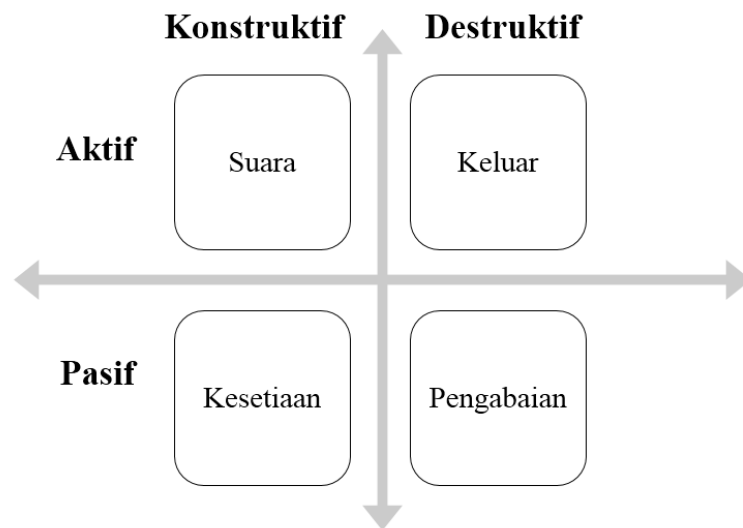 Konstruktif Destruktif
Aktif
Suara
Keluar
Pasif
Kesetiaan
Pengabaian